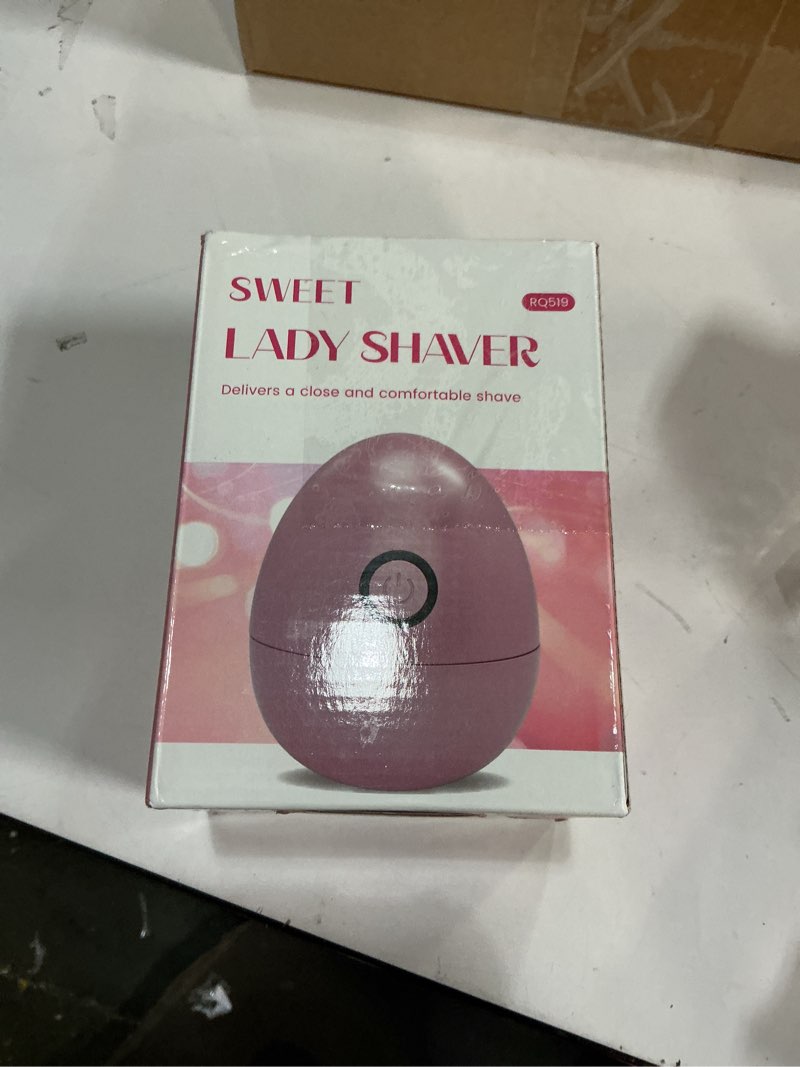 SWEET
RQ519
LADY SHAVER
Delivers a close and comfortable shave